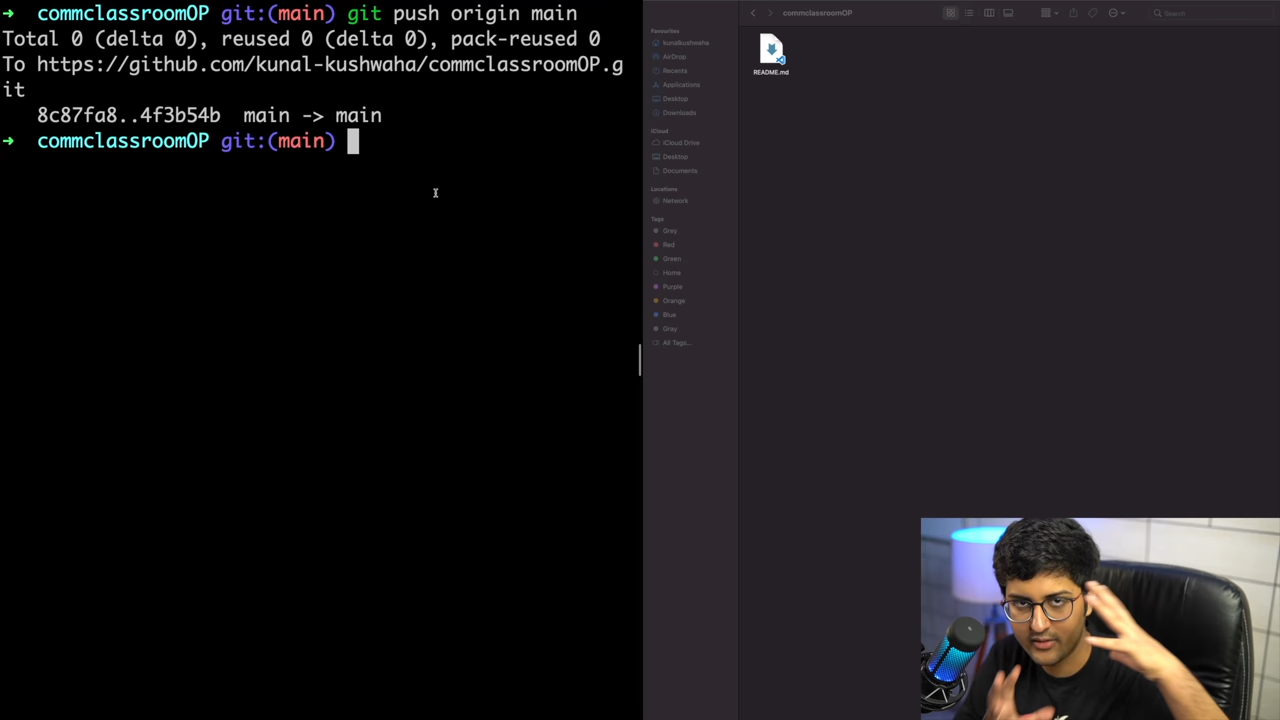 ➜  commclassroomOP git:(main) git push origin main
Total 0 (delta 0), reused 0 (delta 0), pack-reused 0
To https://github.com/kunal-kushwaha/commclassroomOP.g
it
8c87fa8..4f3b54b  main -> main
➜  commclassroomOP git:(main)
commclassroomOP
Search
Favourites
kunalkushwaha
AirDrop
Recents
Applications
Desktop
Downloads
iCloud
iCloud Drive
Desktop
Documents
Locations
Network
Tags
Grey
Red
Green
Home
Purple
Orange
Blue
Gray
All Tags...
README.md